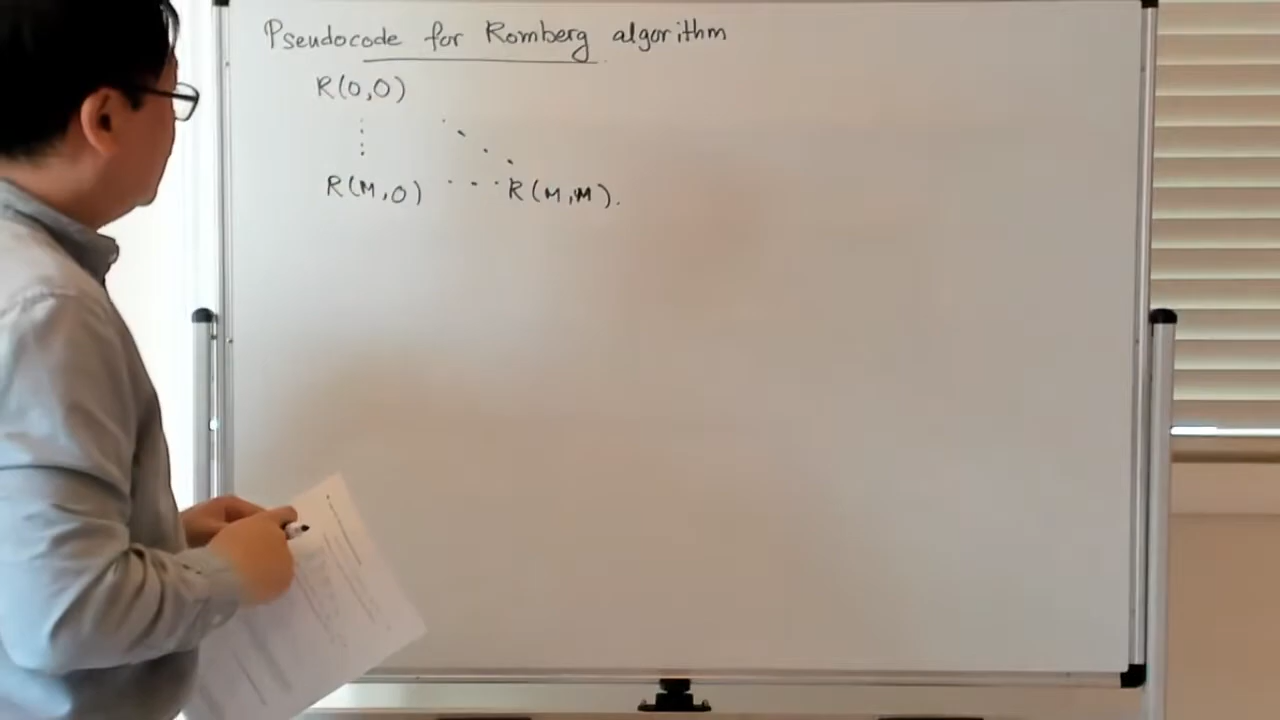 Pseudocode for Romberg algorithm
R(0,0)
R(M,0) . . . R(M,M).